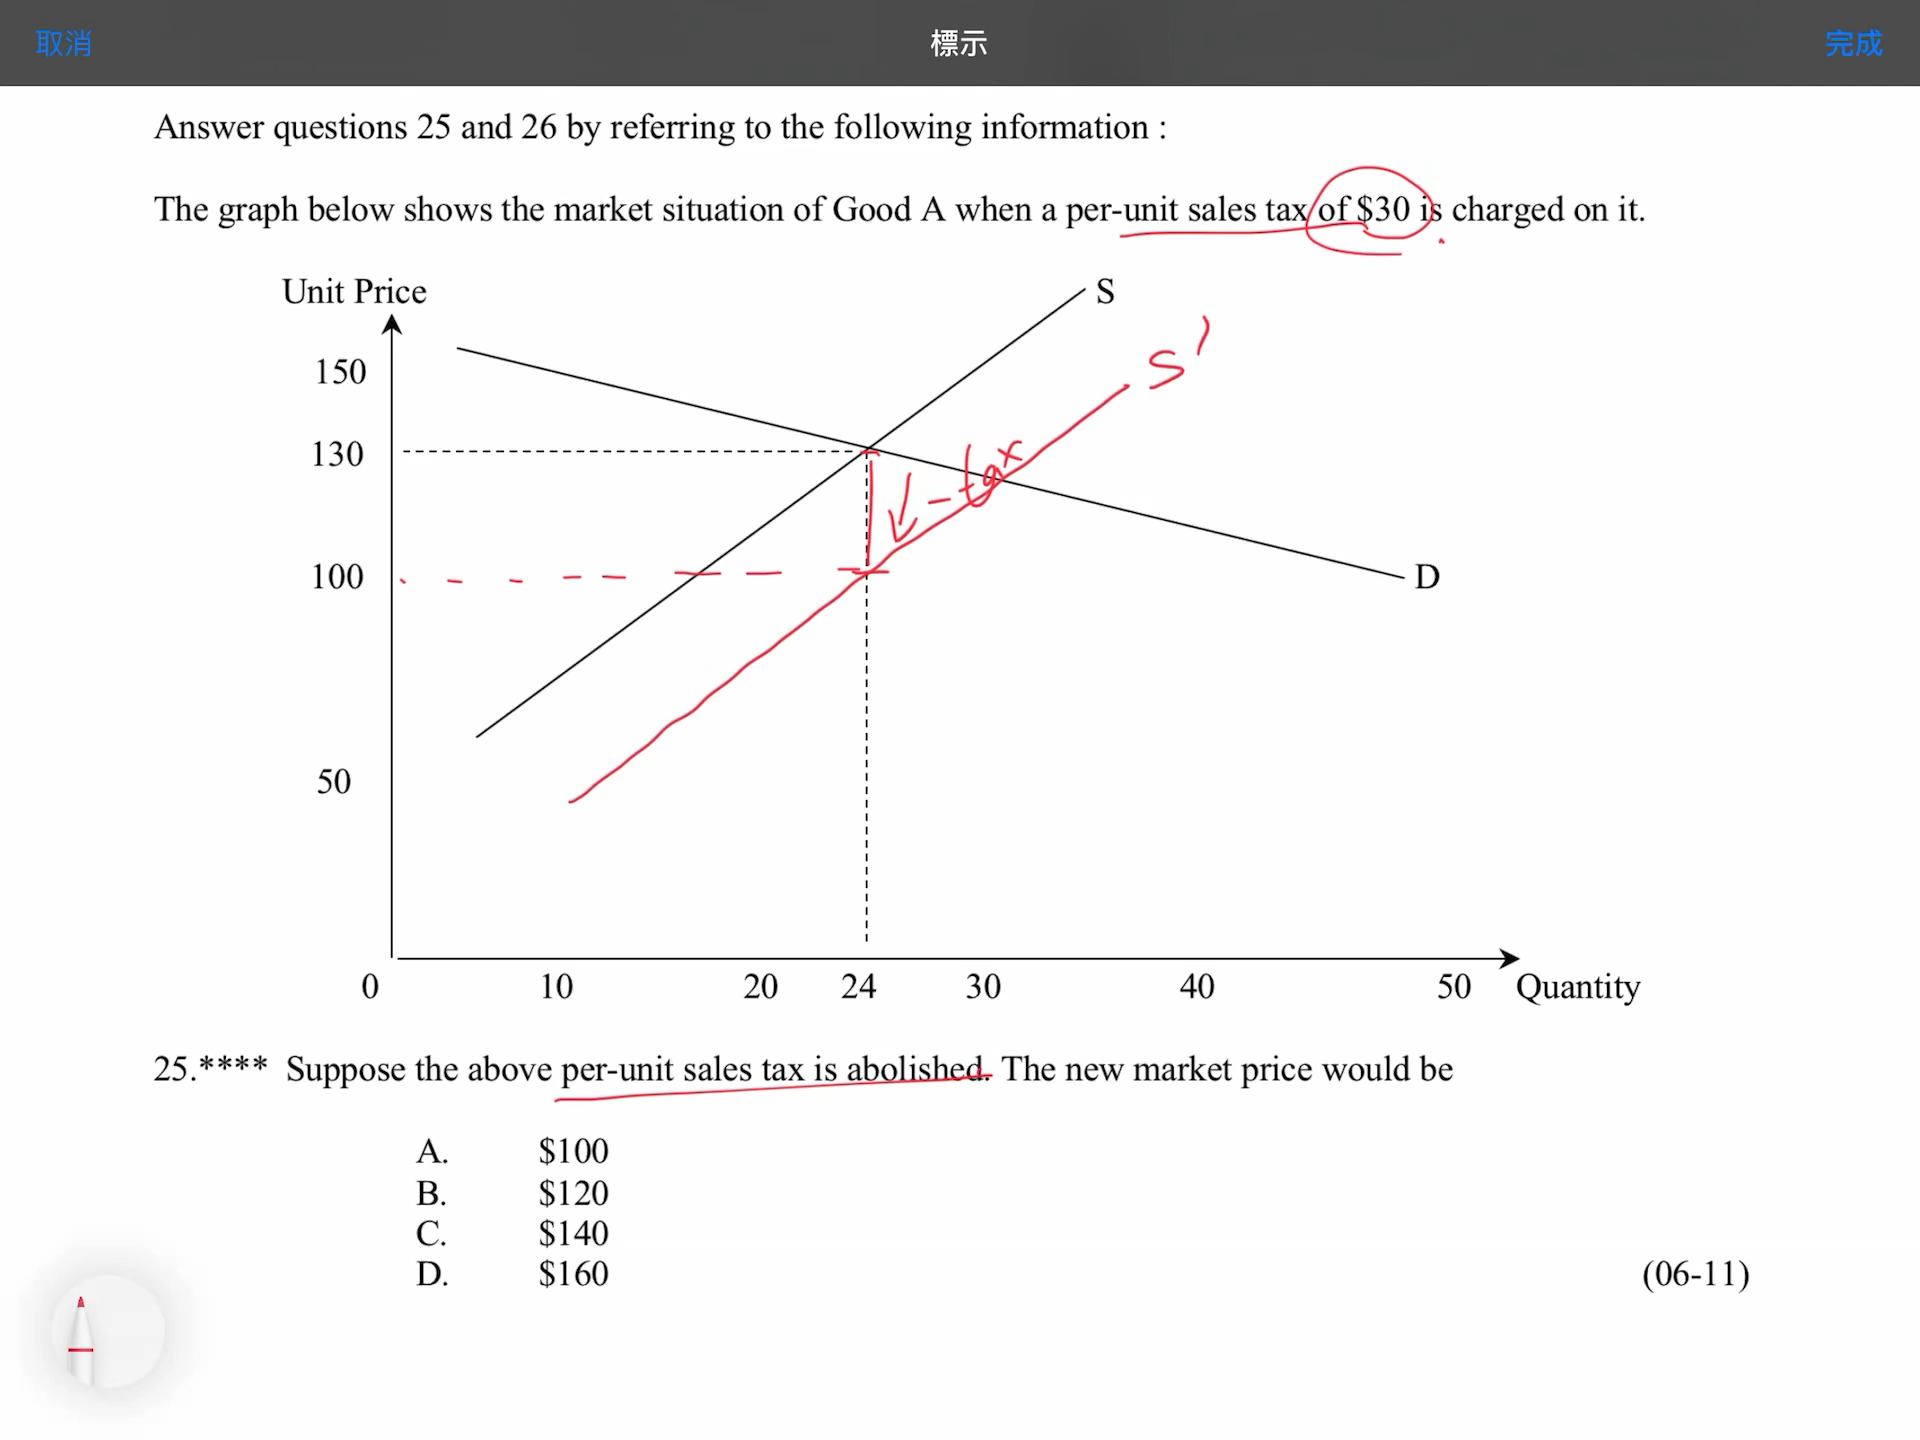 取消 標示 完成
Answer questions 25 and 26 by referring to the following information :
The graph below shows the market situation of Good A when a per-unit sales tax of $30 is charged on it.
Unit Price
S
S'
150
130
-tax
100
D
50
0 10 20 24 30 40 50 Quantity
25.**** Suppose the above per-unit sales tax is abolished. The new market price would be
A. $100
B. $120
C. $140
D. $160
(06-11)